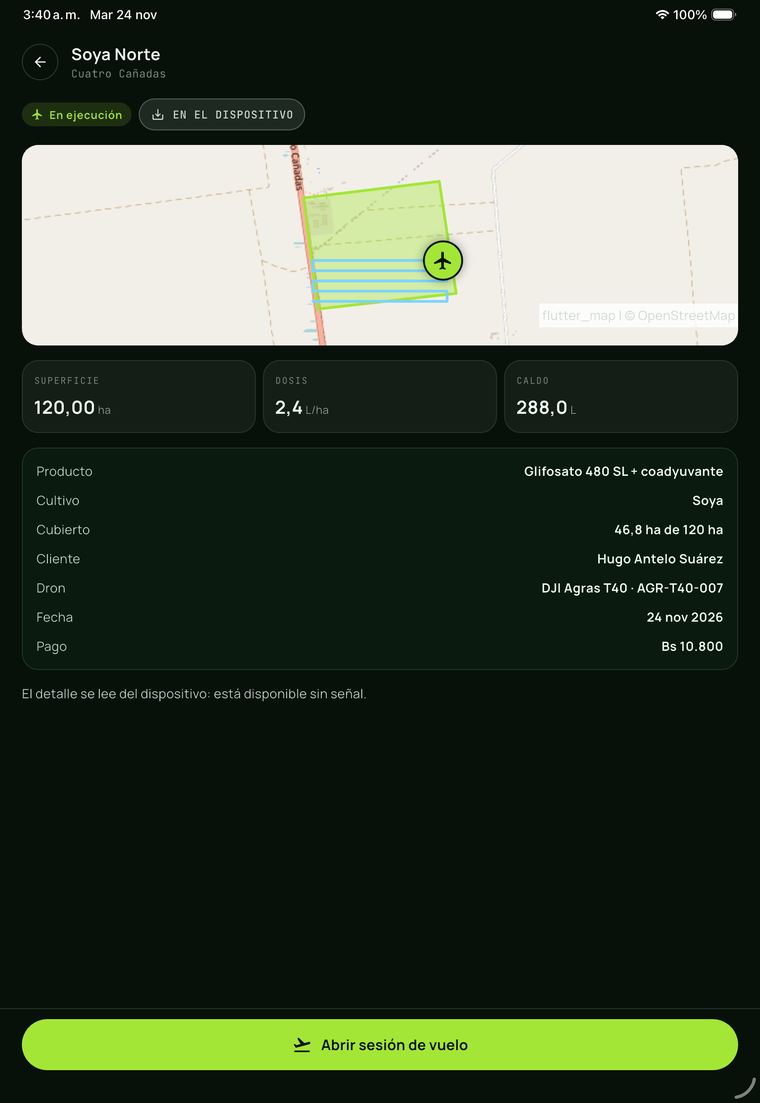 3:40 a. m. Mar 24 nov
100%
Soya Norte
Cuatro Cañadas
En ejecución
EN EL DISPOSITIVO
o Cañadas
flutter_map | © OpenStreetMap
SUPERFICIE
120,00 ha
DOSIS
2,4 L/ha
CALDO
288,0 L
Producto
Glifosato 480 SL + coadyuvante
Cultivo
Soya
Cubierto
46,8 ha de 120 ha
Cliente
Hugo Antelo Suárez
Dron
DJI Agras T40 · AGR-T40-007
Fecha
24 nov 2026
Pago
Bs 10.800
El detalle se lee del dispositivo: está disponible sin señal.
Abrir sesión de vuelo